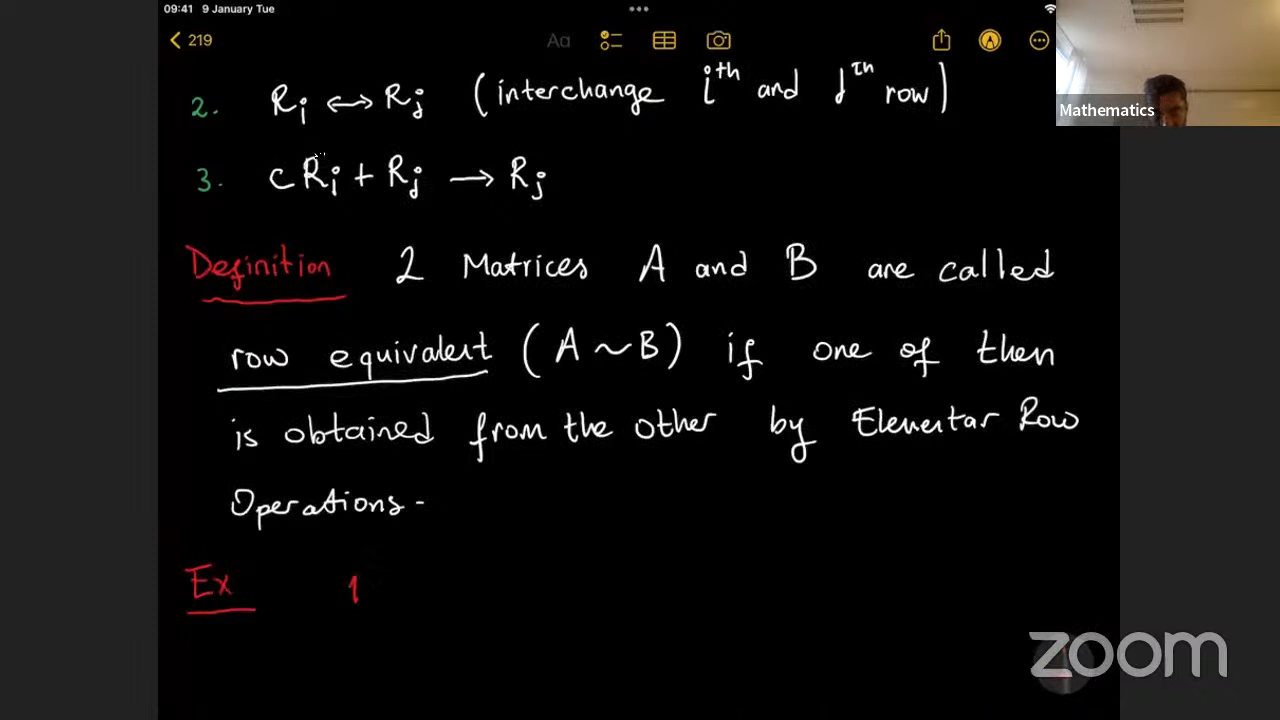 09:41 9 January Tue
219
Aa
Mathematics
2. Ri ↔ Rj (interchange ith and jth row)
3. cRi + Rj → Rj
Definition 2 Matrices A and B are called
row equivalent (A ~ B) if one of then
is obtained from the other by Elementar Row
Operations -
Ex 1
zoom